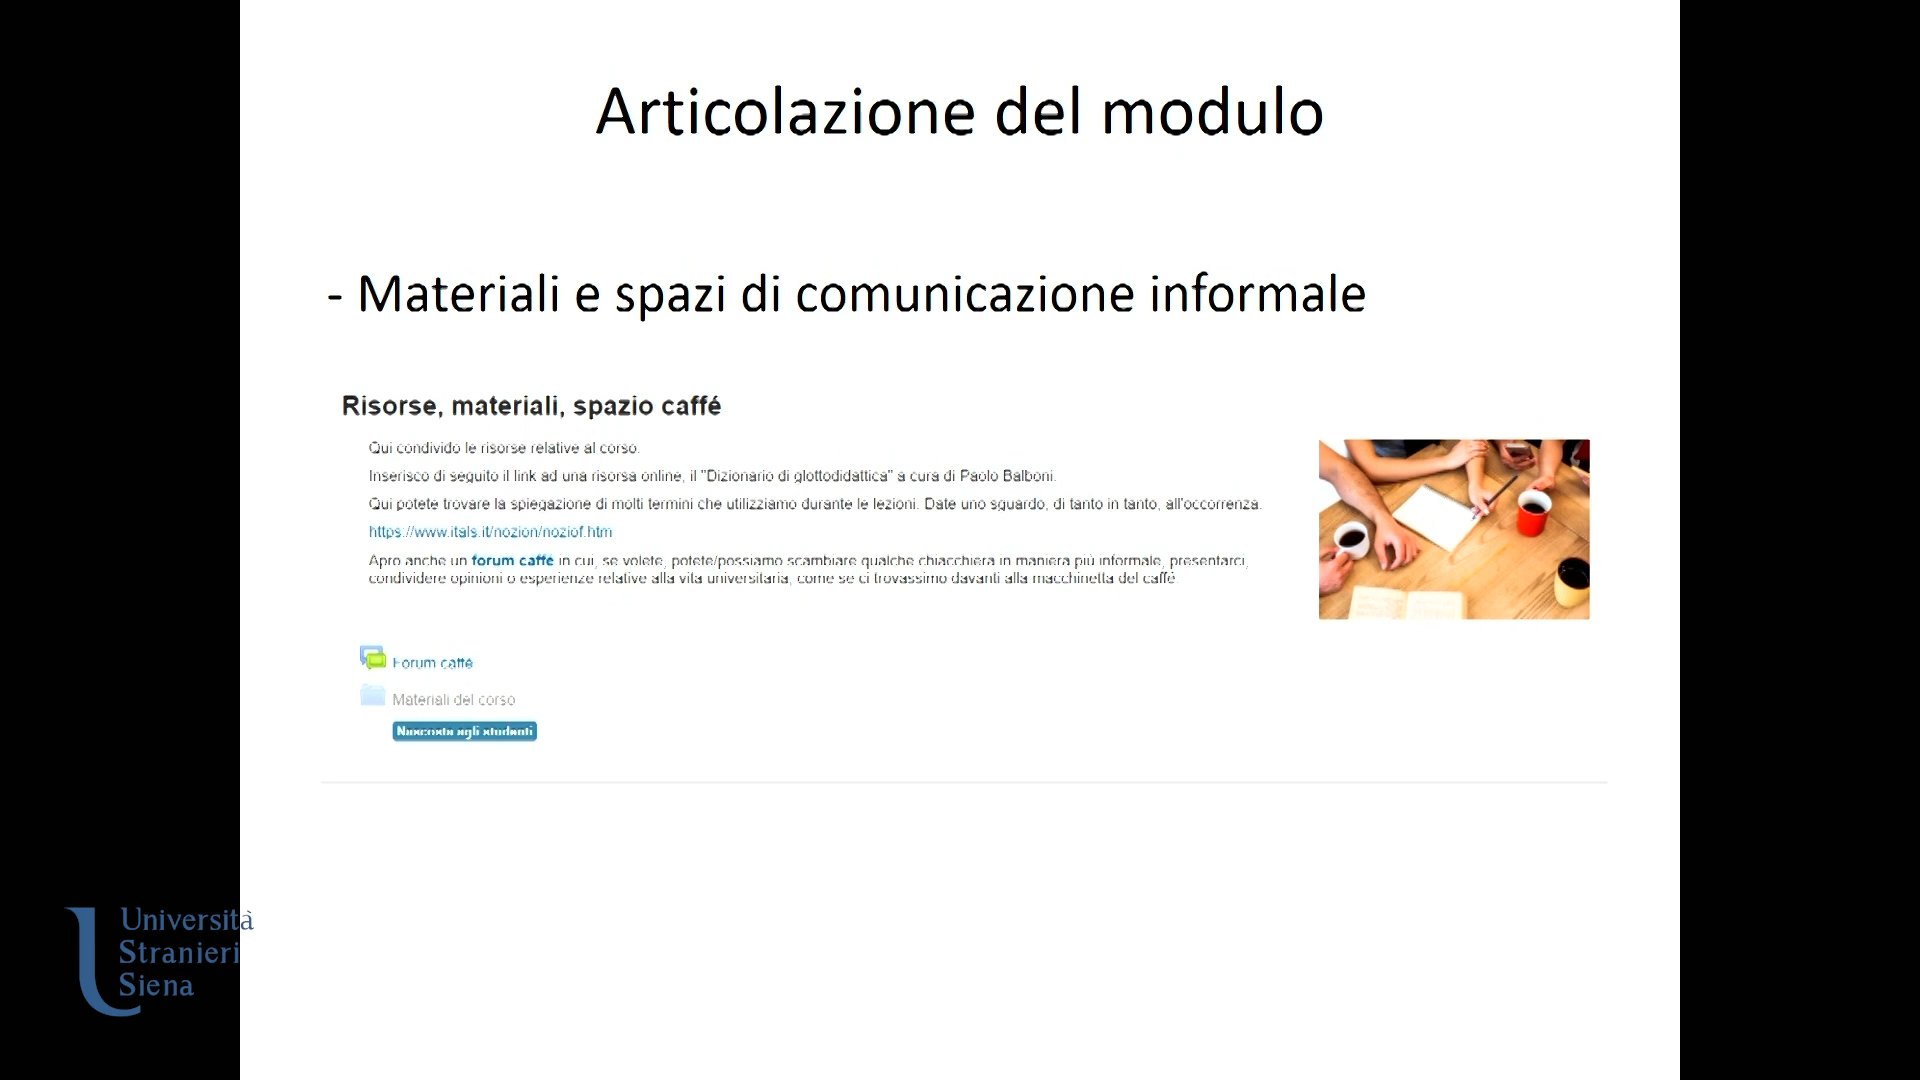 Articolazione del modulo
- Materiali e spazi di comunicazione informale
Risorse, materiali, spazio caffé
Qui condivido le risorse relative al corso.
Inserisco di seguito il link ad una risorsa online, il "Dizionario di glottodidattica" a cura di Paolo Balboni.
Qui potete trovare la spiegazione di molti termini che utilizziamo durante le lezioni. Date uno sguardo, di tanto in tanto, all'occorrenza.
https://www.itals.it/nozion/noziof.htm
Apro anche un forum caffé in cui, se volete, potete/possiamo scambiare qualche chiacchiera in maniera più informale, presentarci,
condividere opinioni o esperienze relative alla vita universitaria, come se ci trovassimo davanti alla macchinetta del caffè.
Forum caffé
Materiali del corso
Nascosto agli studenti
Università
Stranieri
Siena